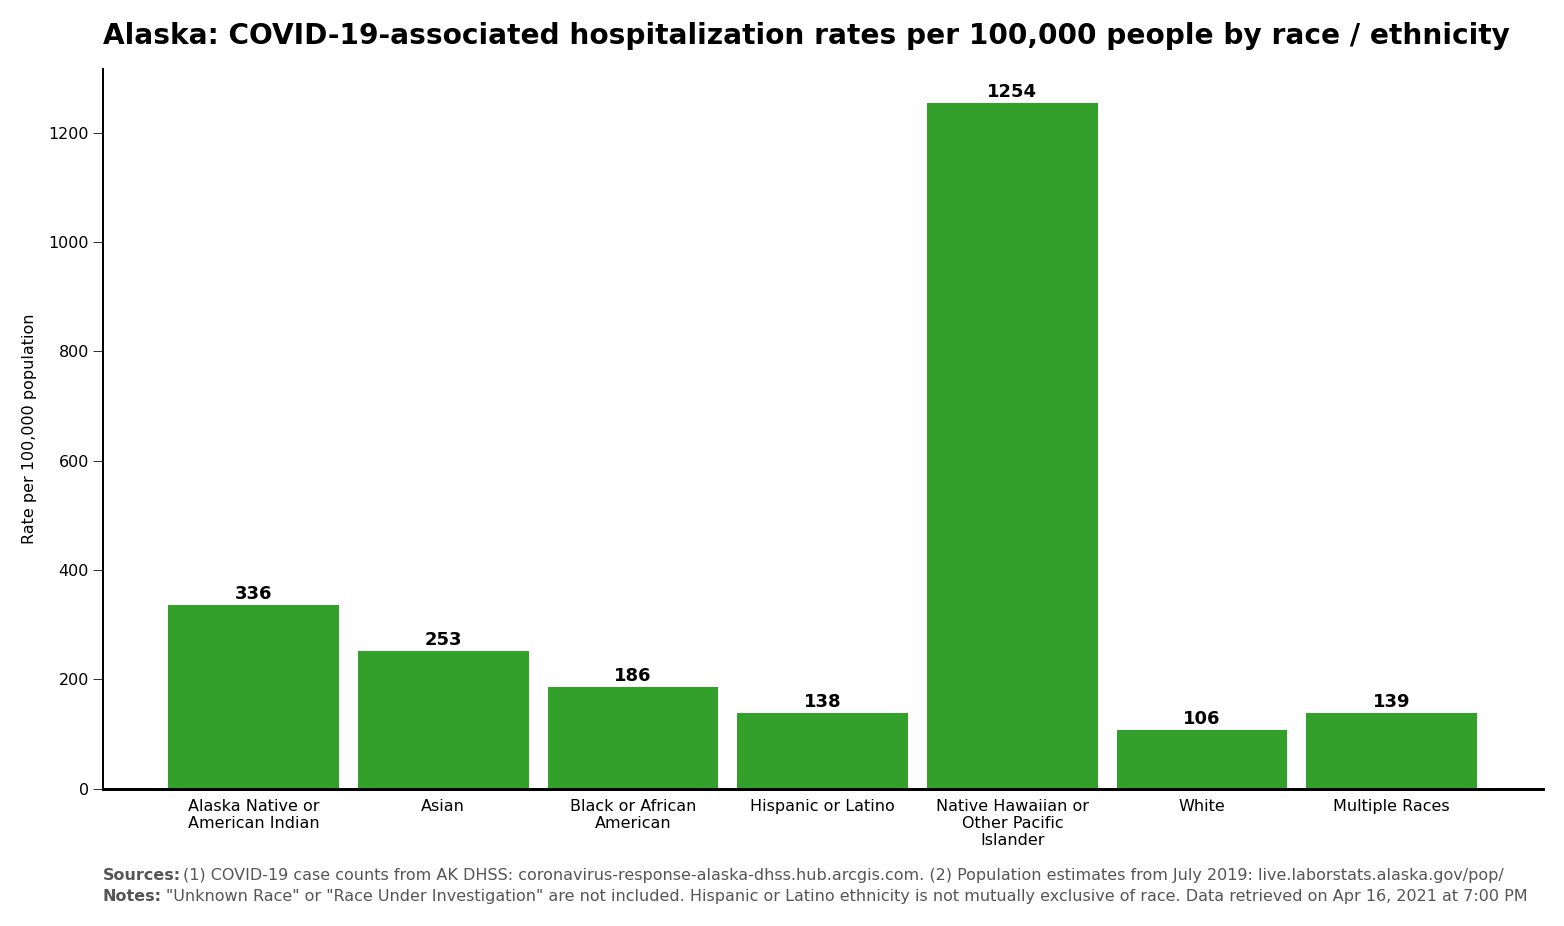 Alaska: COVID-19-associated hospitalization rates per 100,000 people by race / ethnicity
Rate per 100,000 population
1200
1000
800
600
400
200
0
336
253
186
138
1254
106
139
Alaska Native or
American Indian
Asian
Black or African
American
Hispanic or Latino
Native Hawaiian or
Other Pacific
Islander
White
Multiple Races
Sources: (1) COVID-19 case counts from AK DHSS: coronavirus-response-alaska-dhss.hub.arcgis.com. (2) Population estimates from July 2019: live.laborstats.alaska.gov/pop/
Notes: "Unknown Race" or "Race Under Investigation" are not included. Hispanic or Latino ethnicity is not mutually exclusive of race. Data retrieved on Apr 16, 2021 at 7:00 PM